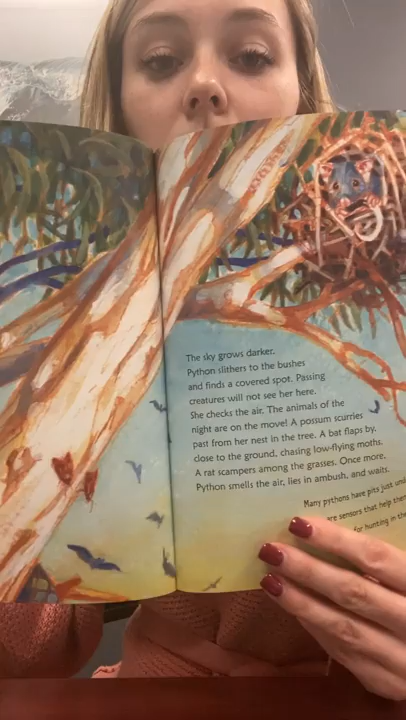 The sky grows darker.
Python slithers to the bushes
and finds a covered spot. Passing
creatures will not see her here.
She checks the air. The animals of the
night are on the move! A possum scurries
past from her nest in the tree. A bat flaps by,
close to the ground, chasing low-flying moths.
A rat scampers among the grasses. Once more,
Python smells the air, lies in ambush, and waits.
Many pythons have pits just
sensors that help
for hunting in